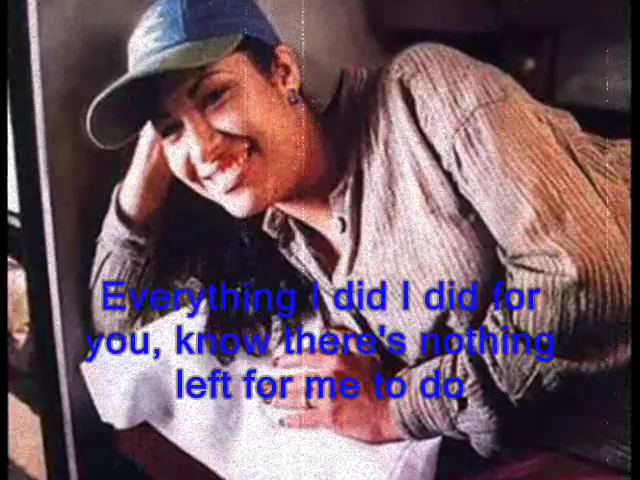 Everything I did I did for
you, know there's nothing
left for me to do